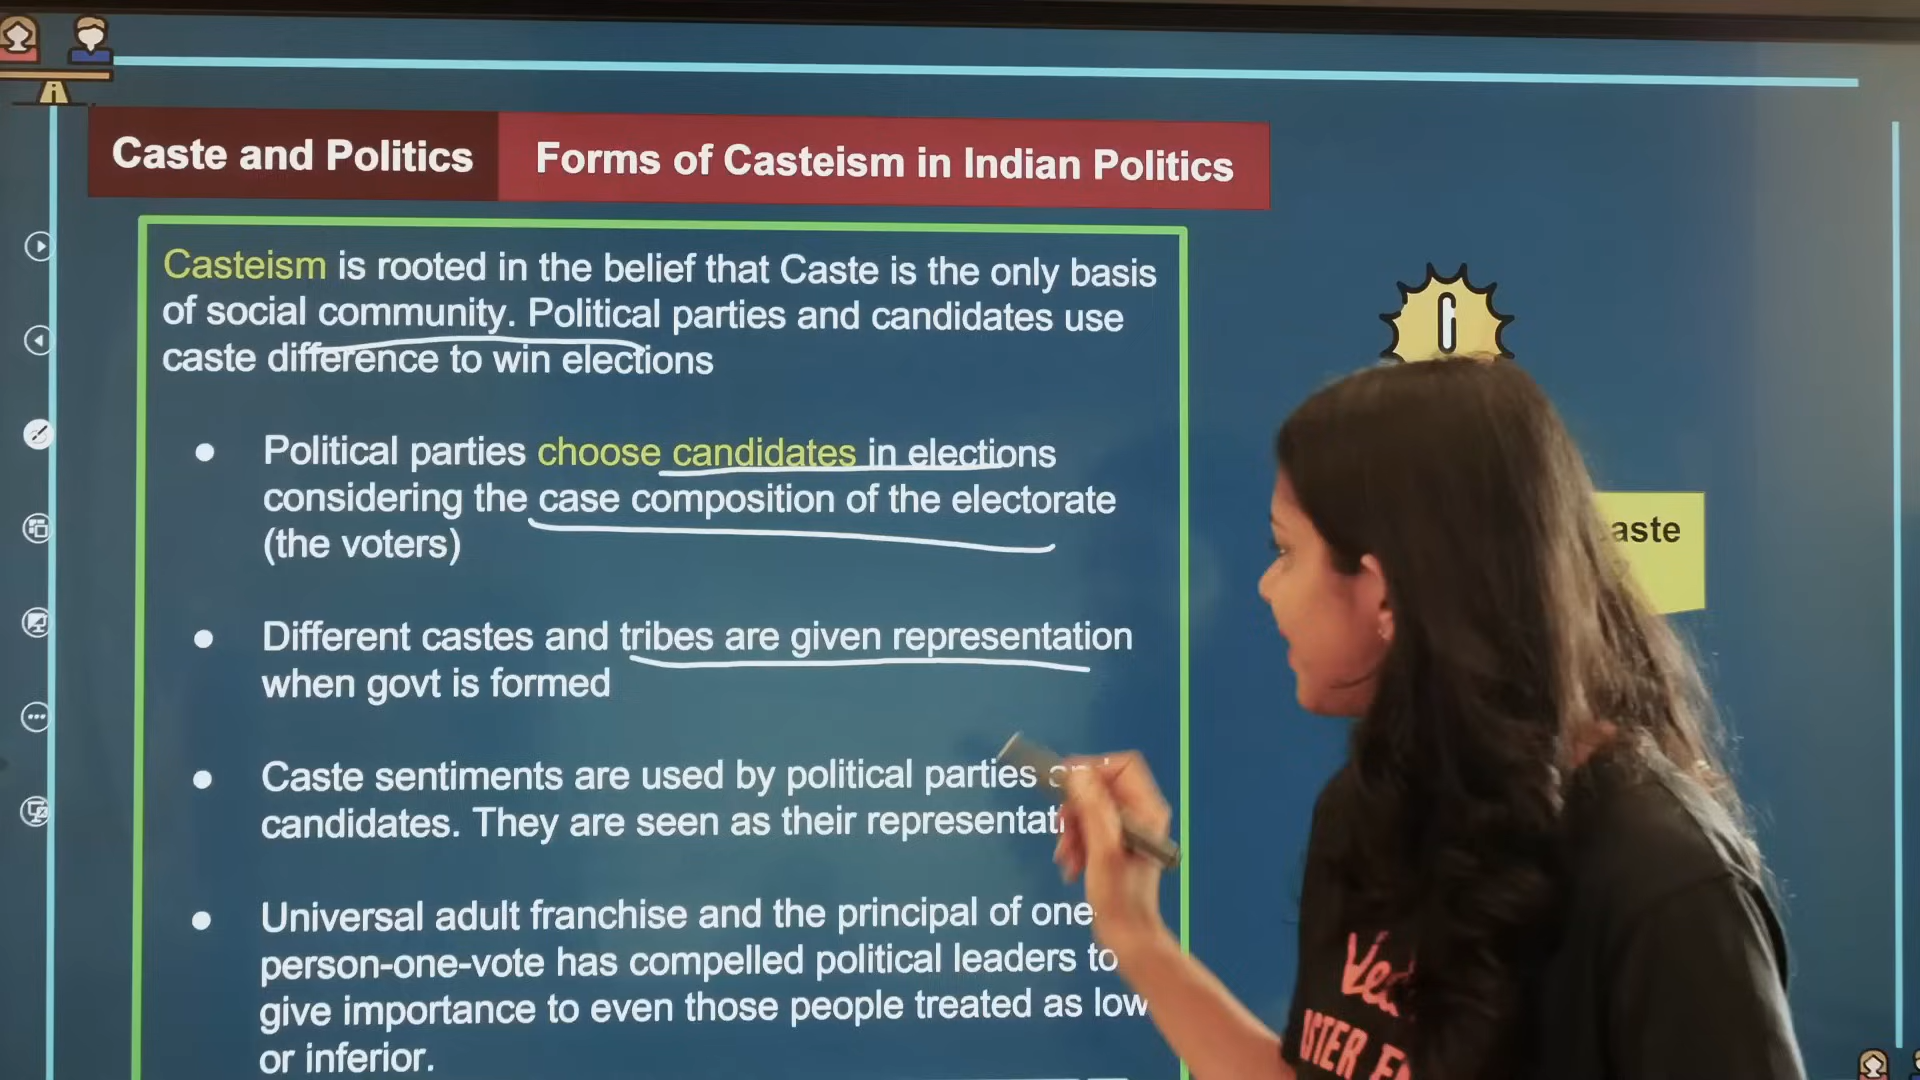 Caste and Politics
Forms of Casteism in Indian Politics
Casteism is rooted in the belief that Caste is the only basis
of social community. Political parties and candidates use
caste difference to win elections
Political parties choose candidates in elections
considering the case composition of the electorate
(the voters)
Different castes and tribes are given representation
when govt is formed
Caste sentiments are used by political parties
candidates. They are seen as their
Universal adult franchise and the principal of one
person-one-vote has compelled political leaders to
give importance to even those people treated as low
or inferior.
aste